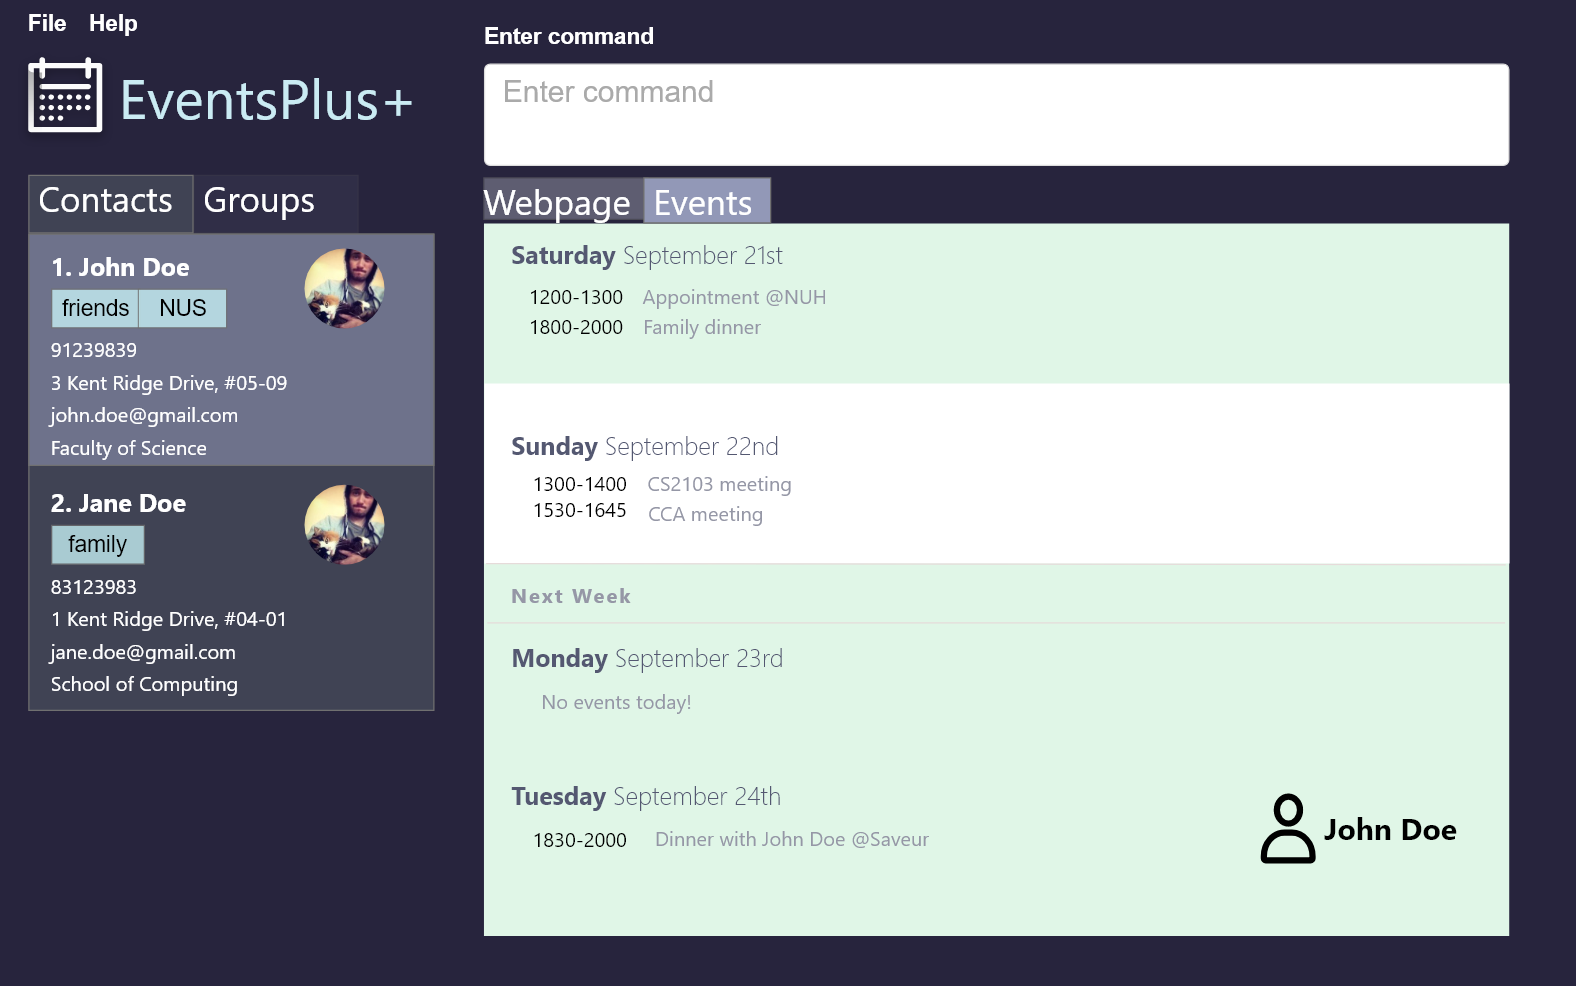 File Help
EventsPlus+
Contacts Groups
1. John Doe
friends NUS
91239839
3 Kent Ridge Drive, #05-09
john.doe@gmail.com
Faculty of Science
2. Jane Doe
family
83123983
1 Kent Ridge Drive, #04-01
jane.doe@gmail.com
School of Computing
Enter command
Enter command
Webpage Events
Saturday September 21st
1200-1300 Appointment @NUH
1800-2000 Family dinner
Sunday September 22nd
1300-1400 CS2103 meeting
1530-1645 CCA meeting
Next Week
Monday September 23rd
No events today!
Tuesday September 24th
1830-2000 Dinner with John Doe @Saveur
John Doe